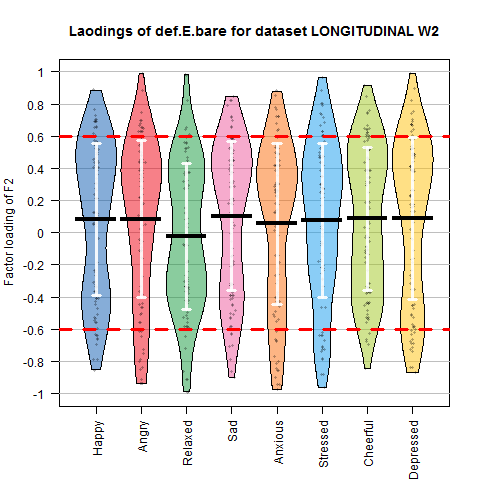 Laodings of def.E.bare for dataset LONGITUDINAL W2
Factor loading of F2
1
0.8
0.6
0.4
0.2
0
-0.2
-0.4
-0.6
-0.8
-1
Happy
Angry
Relaxed
Sad
Anxious
Stressed
Cheerful
Depressed